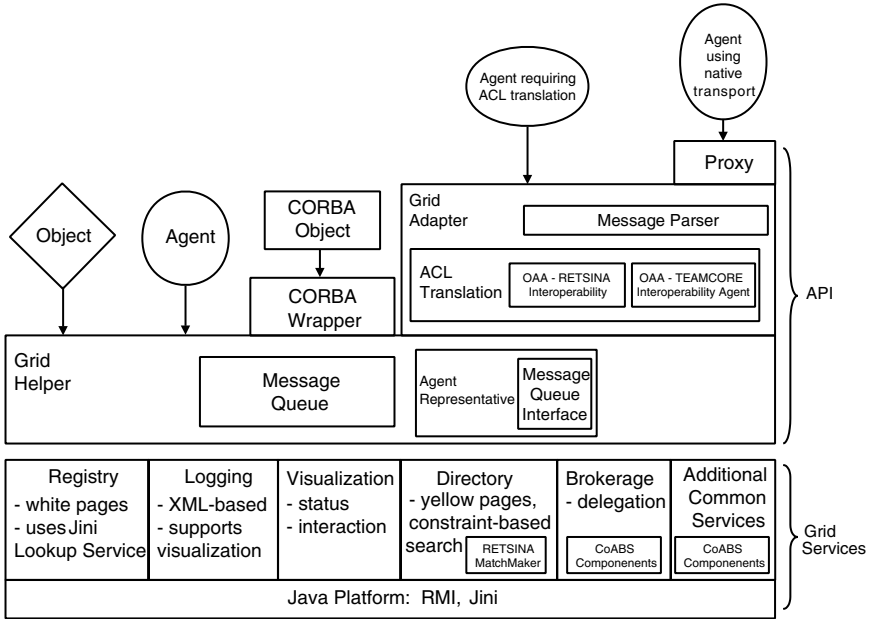 Agent
using
native
transport
Agent requiring
ACL translation
Proxy
Grid
Adapter
Message Parser
CORBA
Object
Object
Agent
ACL
Translation
OAA - RETSINA
Interoperability
OAA - TEAMCORE
Interoperability Agent
CORBA
Wrapper
API
Grid
Helper
Message
Queue
Agent
Representative
Message
Queue
Interface
Registry
- white pages
- uses Jini
Lookup Service
Logging
- XML-based
- supports
visualization
Visualization
- status
- interaction
Directory
- yellow pages,
constraint-based
search
RETSINA
MatchMaker
Brokerage
- delegation
CoABS
Componenents
Additional
Common
Services
CoABS
Componenents
Grid
Services
Java Platform: RMI, Jini